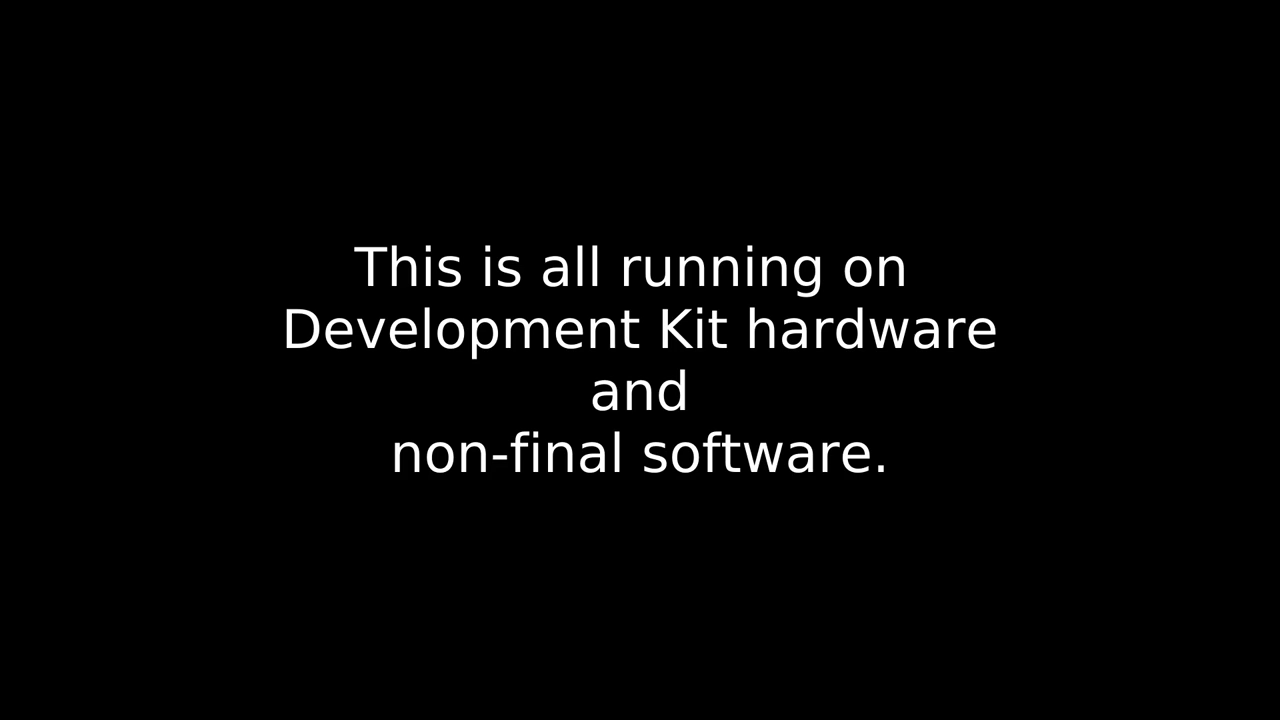 This is all running on
Development Kit hardware
and
non-final software.